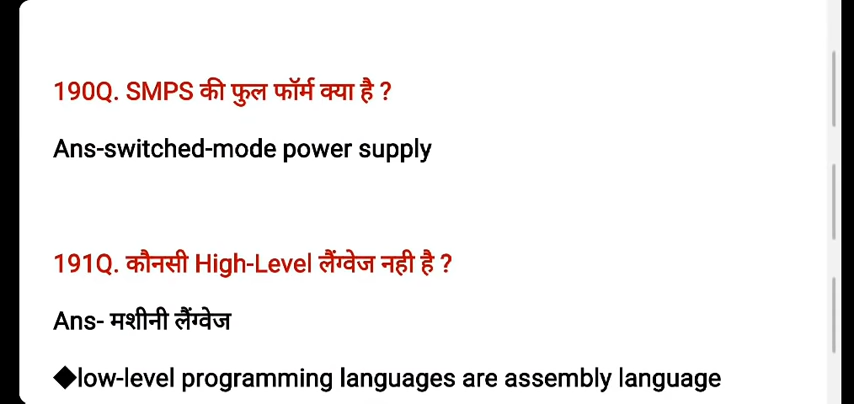 190Q. SMPS की फुल फॉर्म क्या है ?
Ans-switched-mode power supply
191Q. कौनसी High-Level लैंग्वेज नही है ?
Ans- मशीनी लैंग्वेज
◆low-level programming languages are assembly language